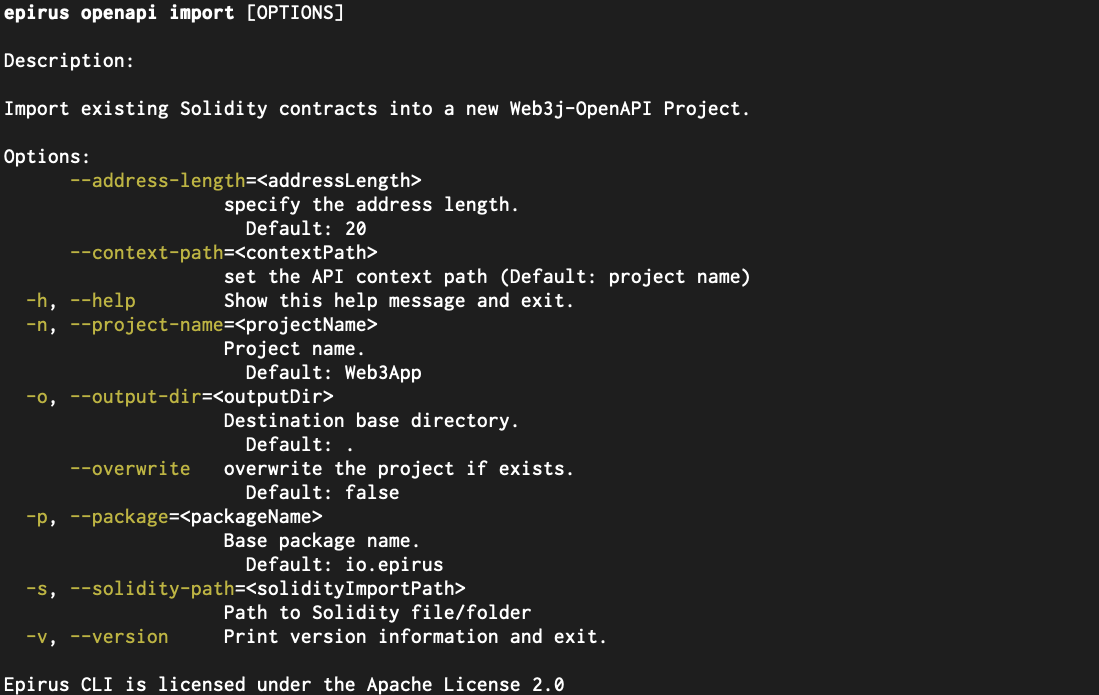 epirus openapi import [OPTIONS]
Description:
Import existing Solidity contracts into a new Web3j-OpenAPI Project.
Options:
--address-length=<addressLength>
specify the address length.
Default: 20
--context-path=<contextPath>
set the API context path (Default: project name)
-h, --help Show this help message and exit.
-n, --project-name=<projectName>
Project name.
Default: Web3App
-o, --output-dir=<outputDir>
Destination base directory.
Default: .
--overwrite overwrite the project if exists.
Default: false
-p, --package=<packageName>
Base package name.
Default: io.epirus
-s, --solidity-path=<solidityImportPath>
Path to Solidity file/folder
-v, --version Print version information and exit.
Epirus CLI is licensed under the Apache License 2.0